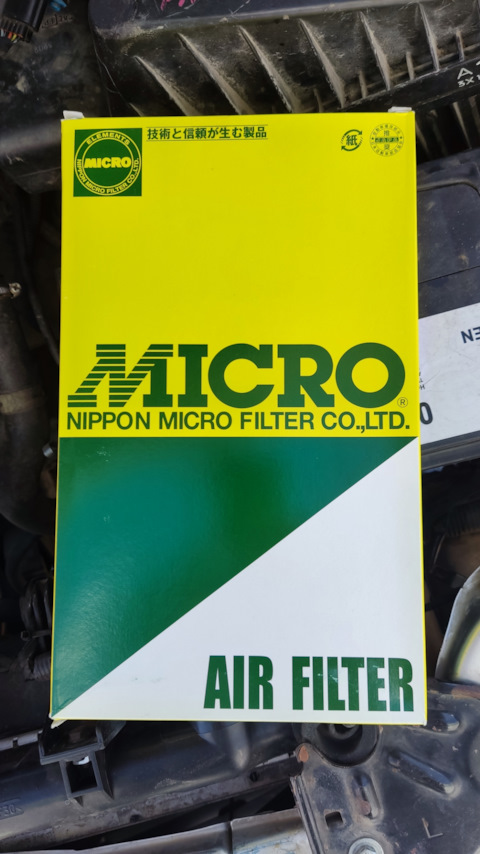 ELEMENTS
MICRO
NIPPON MICRO FILTER CO.,LTD.
技術と信頼が生む製品
紙
MICRO®
NIPPON MICRO FILTER CO.,LTD.
AIR FILTER